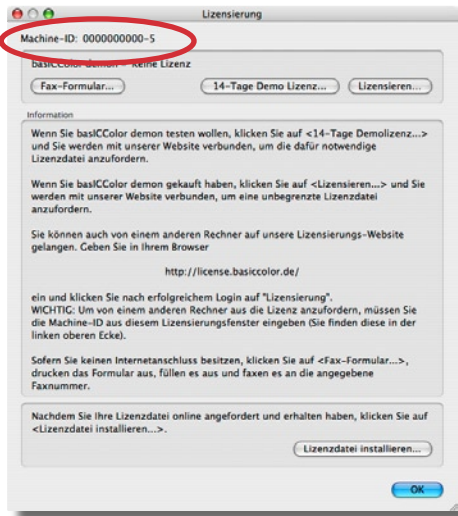 Lizensierung
Machine-ID: 0000000000-5
basICColor demon - Keine Lizenz
Fax-Formular...
14-Tage Demo Lizenz...
Lizensieren...
Information
Wenn Sie basICColor demon testen wollen, klicken Sie auf <14-Tage Demolizenz...>
und Sie werden mit unserer Website verbunden, um die dafür notwendige
Lizenzdatei anzufordern.
Wenn Sie basICColor demon gekauft haben, klicken Sie auf <Lizensieren...> und Sie
werden mit unserer Website verbunden, um eine unbegrenzte Lizenzdatei
anzufordern.
Sie können auch von einem anderen Rechner auf unsere Lizensierungs-Website
gelangen. Geben Sie in Ihrem Browser
http://license.basiccolor.de/
ein und klicken Sie nach erfolgreichem Login auf "Lizensierung".
WICHTIG: Um von einem anderen Rechner aus die Lizenz anzufordern, müssen Sie
die Machine-ID aus diesem Lizensierungsfenster eingeben (Sie finden diese in der
linken oberen Ecke).
Sofern Sie keinen Internetanschluss besitzen, klicken Sie auf <Fax-Formular...>,
drucken das Formular aus, füllen es aus und faxen es an die angegebene
Faxnummer.
Nachdem Sie Ihre Lizenzdatei online angefordert und erhalten haben, klicken Sie auf
<Lizenzdatei installieren...>.
Lizenzdatei installieren...
OK